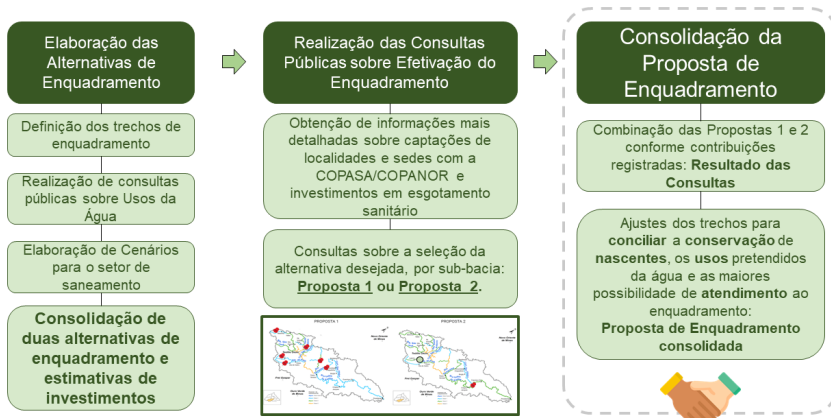 Elaboração das
Alternativas de
Enquadramento
Definição dos trechos de
enquadramento
Realização de consultas
públicas sobre Usos da
Água
Elaboração de Cenários
para o setor de
saneamento
Consolidação de
duas alternativas de
enquadramento e
estimativas de
investimentos
Realização das Consultas
Públicas sobre Efetivação do
Enquadramento
Obtenção de informações mais
detalhadas sobre captações de
localidades e sedes com a
COPASA/COPANOR e
investimentos em esgotamento
sanitário
Consultas sobre a seleção da
alternativa desejada, por sub-bacia:
Proposta 1 ou Proposta 2.
PROPOSTA 1
PROPOSTA 2
Consolidação da
Proposta de
Enquadramento
Combinação das Propostas 1 e 2
conforme contribuições
registradas: Resultado das
Consultas
Ajustes dos trechos para
conciliar a conservação de
nascentes, os usos pretendidos
da água e as maiores
possibilidade de atendimento ao
enquadramento:
Proposta de Enquadramento
consolidada